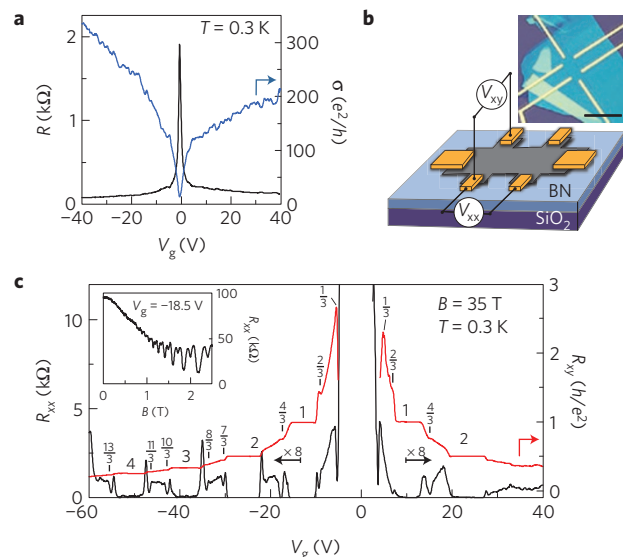 a
T = 0.3 K
R (kΩ)
2
1
0
σ (e²/h)
300
200
100
0
−40 −20 0 20 40
V_g (V)
b
V_xy
V_xx
BN
SiO₂
c
R_xx (kΩ)
10
5
0
V_g = −18.5 V
R_xx (kΩ)
100
50
0
0 1 2
B (T)
B = 35 T
T = 0.3 K
R_xy (h/e²)
3
2
1
0
13/3 4 11/3 10/3 3 8/3 7/3 2 4/3 1 2/3 1/3
1/3 2/3 1 4/3 2
× 8
× 8
−60 −40 −20 0 20 40
V_g (V)